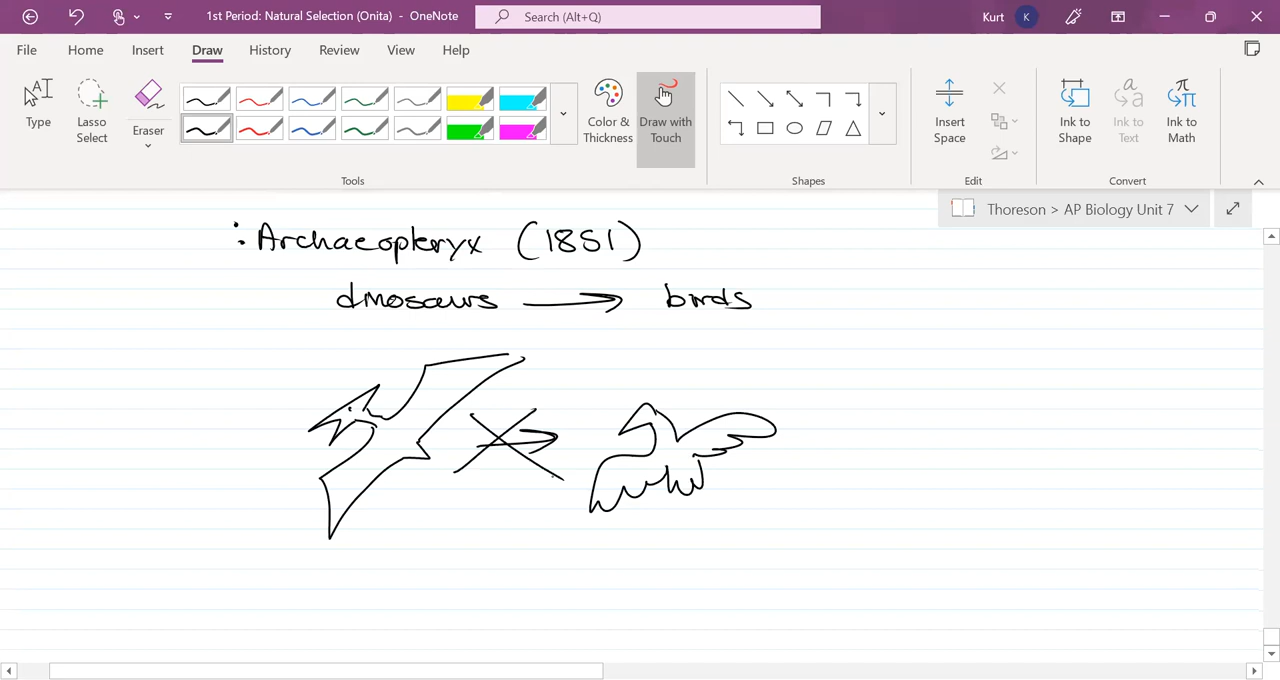 1st Period: Natural Selection (Onita) - OneNote
Search (Alt+Q)
Kurt K
File Home Insert Draw History Review View Help
Type
Lasso Select
Eraser
Color & Thickness
Draw with Touch
Insert Space
Ink to Shape
Ink to Text
Ink to Math
Tools Shapes Edit Convert
Thoreson > AP Biology Unit 7
: Archaeopteryx (1851)
dinosaurs → birds